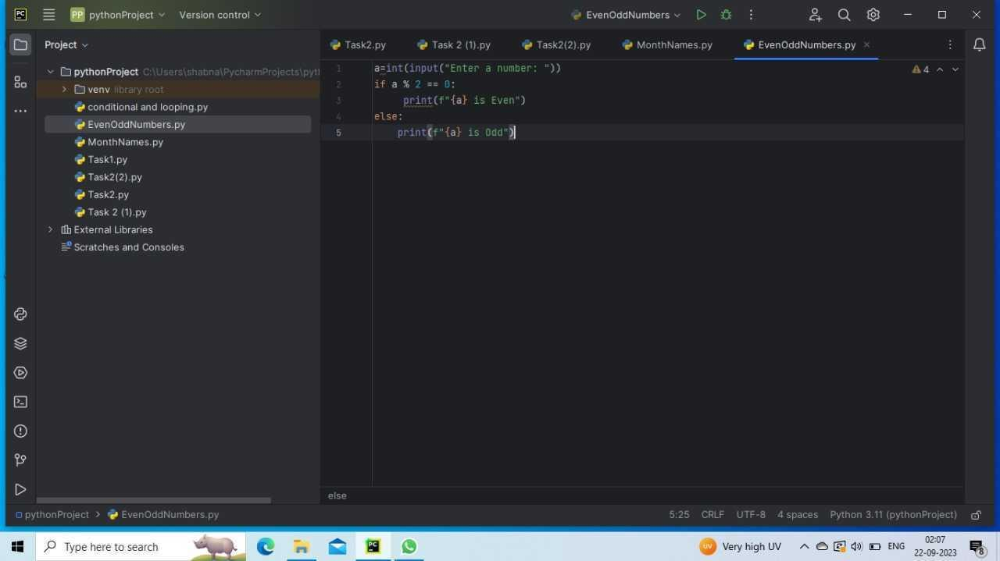 PC
PP pythonProject
Version control
EvenOddNumbers
Project
Task2.py
Task 2 (1).py
Task2(2).py
MonthNames.py
EvenOddNumbers.py
pythonProject C:\Users\shabna\PycharmProjects\pyt
venv library root
conditional and looping.py
EvenOddNumbers.py
MonthNames.py
Task1.py
Task2(2).py
Task2.py
Task 2 (1).py
External Libraries
Scratches and Consoles
1 a=int(input("Enter a number: "))
2 if a % 2 == 0:
3 print(f"{a} is Even")
4 else:
5 print(f"{a} is Odd")
4
else
pythonProject > EvenOddNumbers.py
5:25 CRLF UTF-8 4 spaces Python 3.11 (pythonProject)
Type here to search
PC
UV Very high UV
ENG
02:07
22-09-2023
8